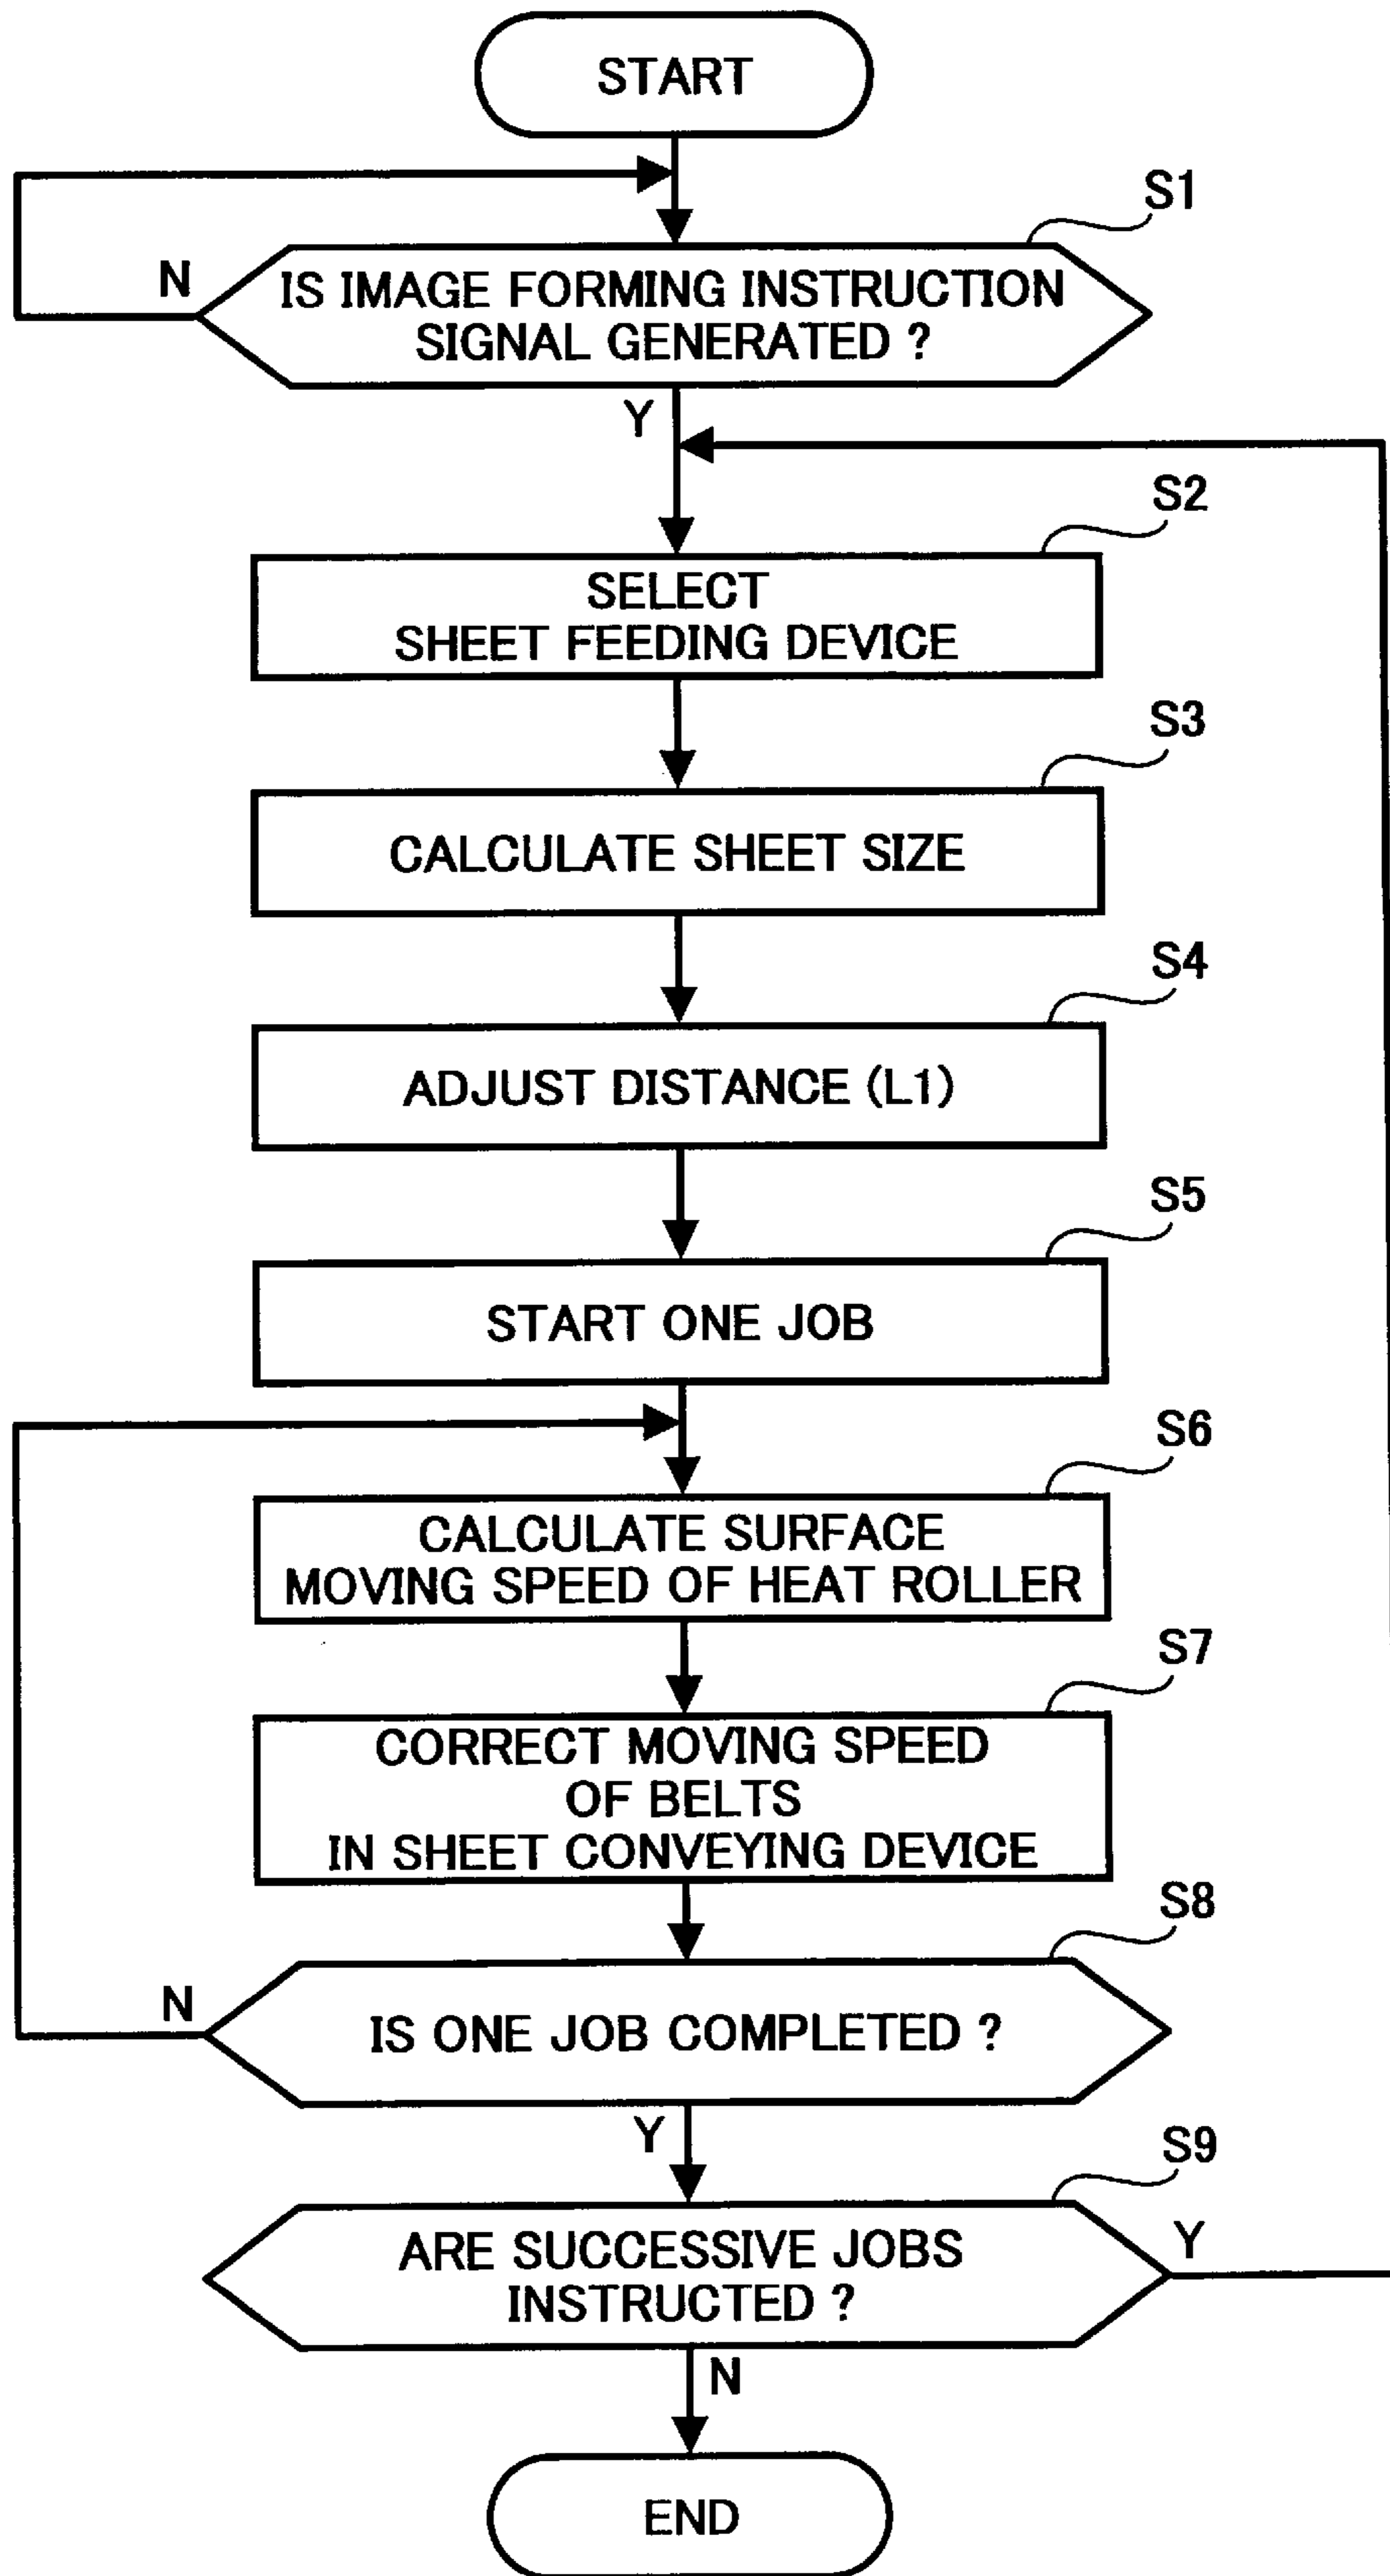 START
S1
N
IS IMAGE FORMING INSTRUCTION
SIGNAL GENERATED ?
Y
S2
SELECT
SHEET FEEDING DEVICE
S3
CALCULATE SHEET SIZE
S4
ADJUST DISTANCE (L1)
S5
START ONE JOB
S6
CALCULATE SURFACE
MOVING SPEED OF HEAT ROLLER
S7
CORRECT MOVING SPEED
OF BELTS
IN SHEET CONVEYING DEVICE
S8
N
IS ONE JOB COMPLETED ?
Y
S9
ARE SUCCESSIVE JOBS
INSTRUCTED ?
Y
N
END